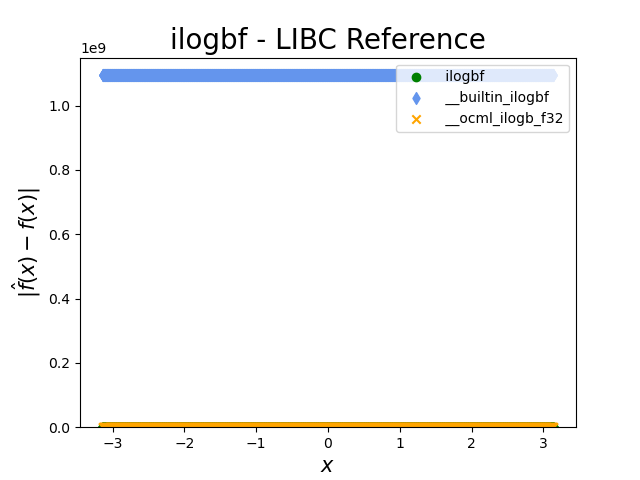 ilogbf - LIBC Reference
1e9
ilogbf
__builtin_ilogbf
__ocml_ilogb_f32
1.0
0.8
0.6
0.4
0.2
0.0
|f̂(x) − f(x)|
−3 −2 −1 0 1 2 3
x